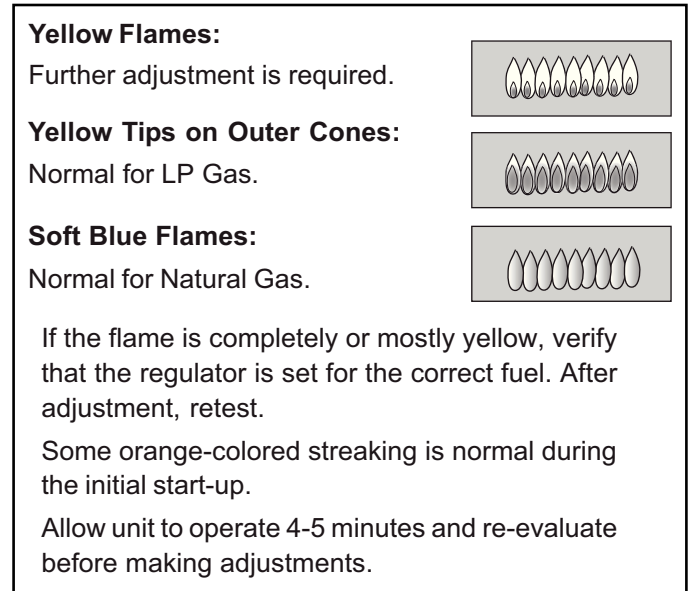 Yellow Flames:
Further adjustment is required.
Yellow Tips on Outer Cones:
Normal for LP Gas.
Soft Blue Flames:
Normal for Natural Gas.
If the flame is completely or mostly yellow, verify
that the regulator is set for the correct fuel. After
adjustment, retest.
Some orange-colored streaking is normal during
the initial start-up.
Allow unit to operate 4-5 minutes and re-evaluate
before making adjustments.